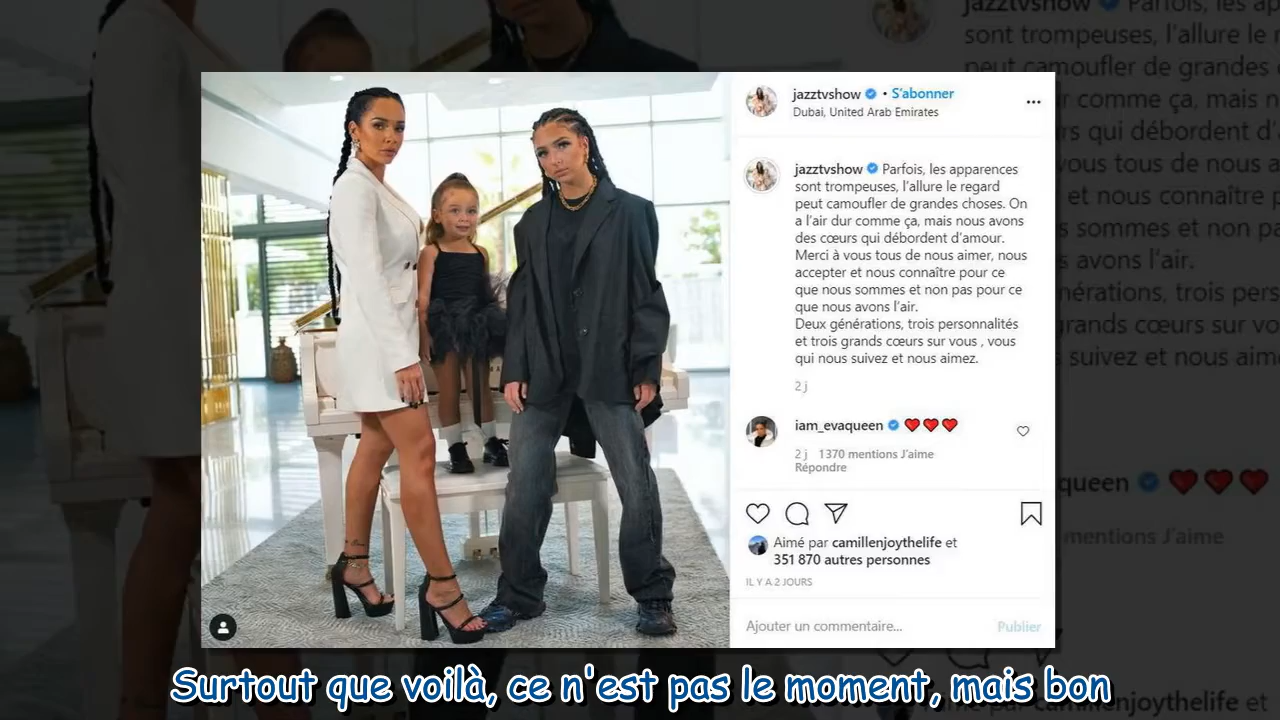 jazztvshow • S'abonner
Dubai, United Arab Emirates
jazztvshow Parfois, les apparences
sont trompeuses, l'allure le regard
peut camoufler de grandes choses. On
a l'air dur comme ça, mais nous avons
des cœurs qui débordent d'amour.
Merci à vous tous de nous aimer, nous
accepter et nous connaître pour ce
que nous sommes et non pas pour ce
que nous avons l'air.
Deux générations, trois personnalités
et trois grands cœurs sur vous , vous
qui nous suivez et nous aimez.
2 j
iam_evaqueen ❤❤❤
2 j 1370 mentions J'aime
Répondre
Aimé par camillenjoythelife et
351 870 autres personnes
IL Y A 2 JOURS
Ajouter un commentaire... Publier
Surtout que voilà, ce n'est pas le moment, mais bon